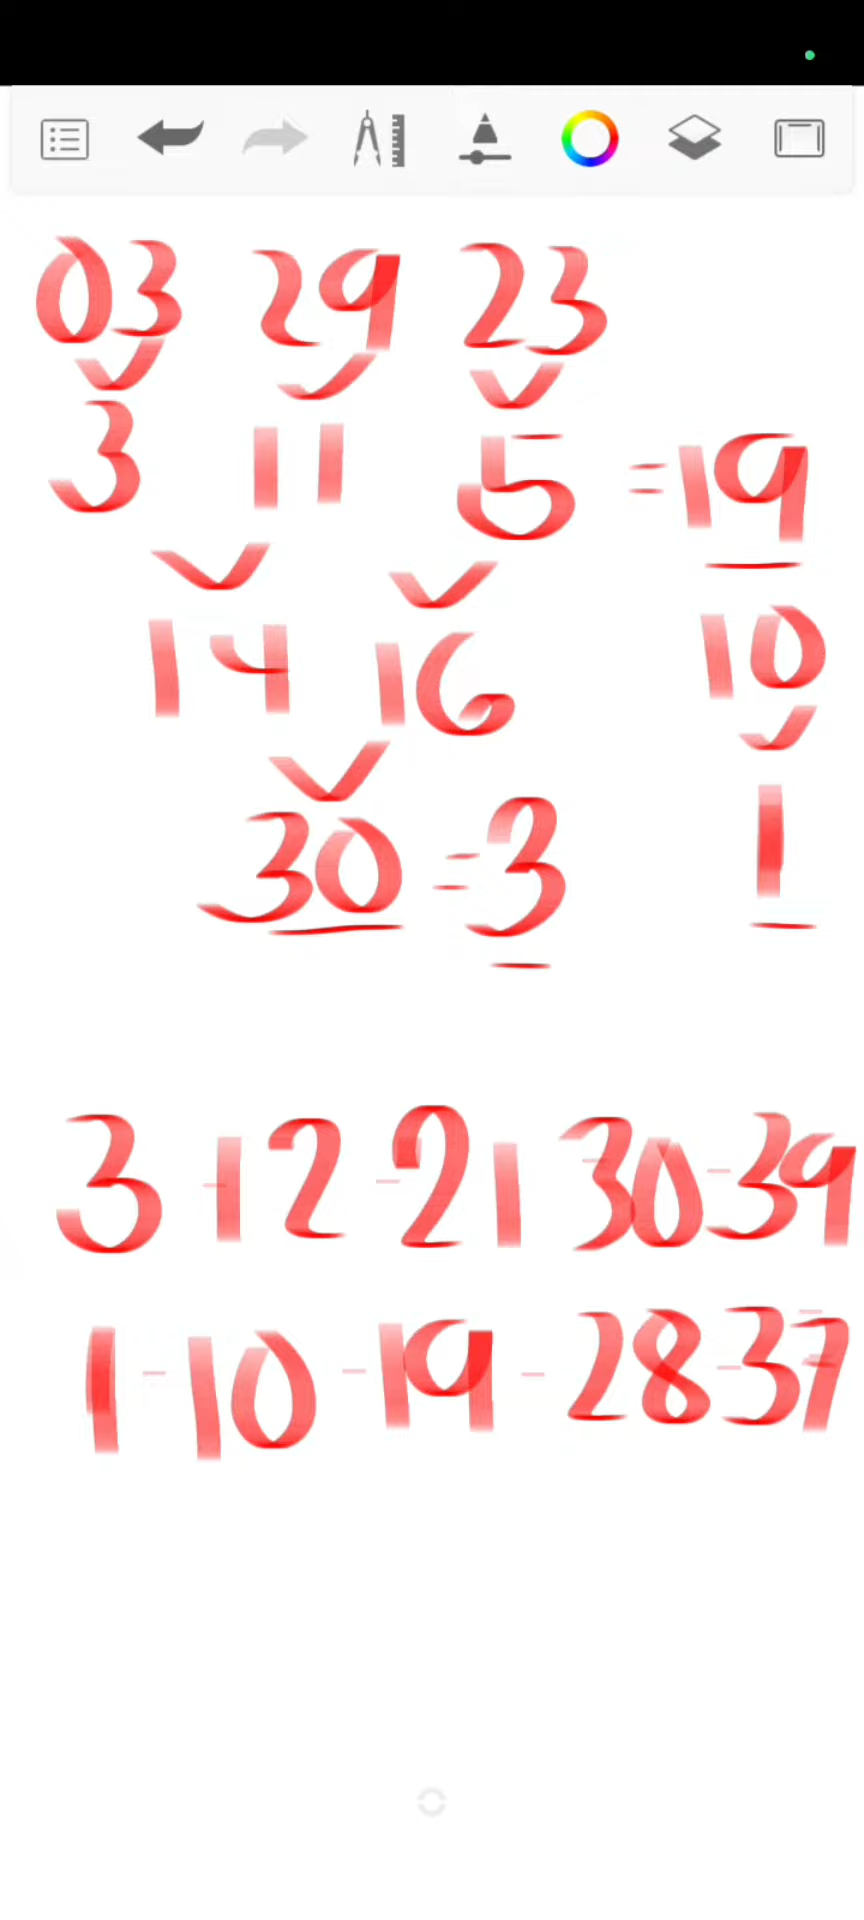 03 29 23
3 11 5 = 19
14 16 10
30 = 3 1
3 - 12 - 21 30 - 39
1 - 10 - 19 - 28 - 37